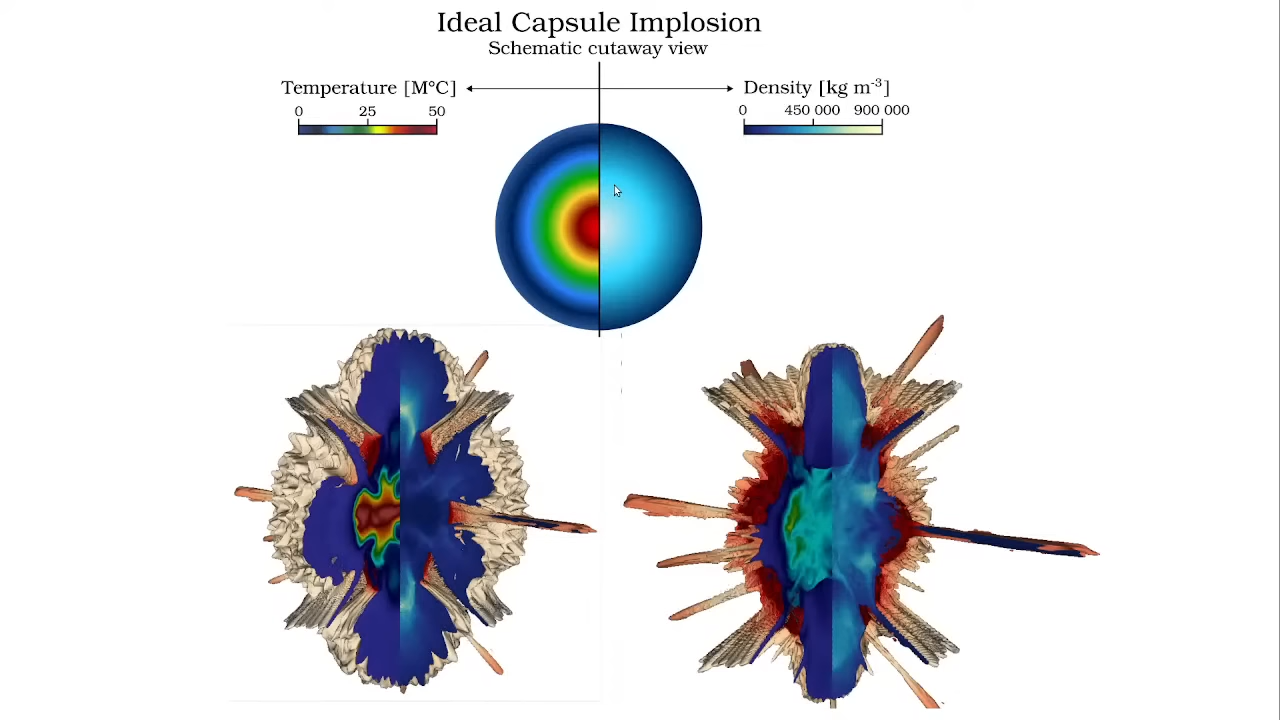 Ideal Capsule Implosion
Schematic cutaway view
Temperature [M°C]
0 25 50
Density [kg m-3]
0 450 000 900 000